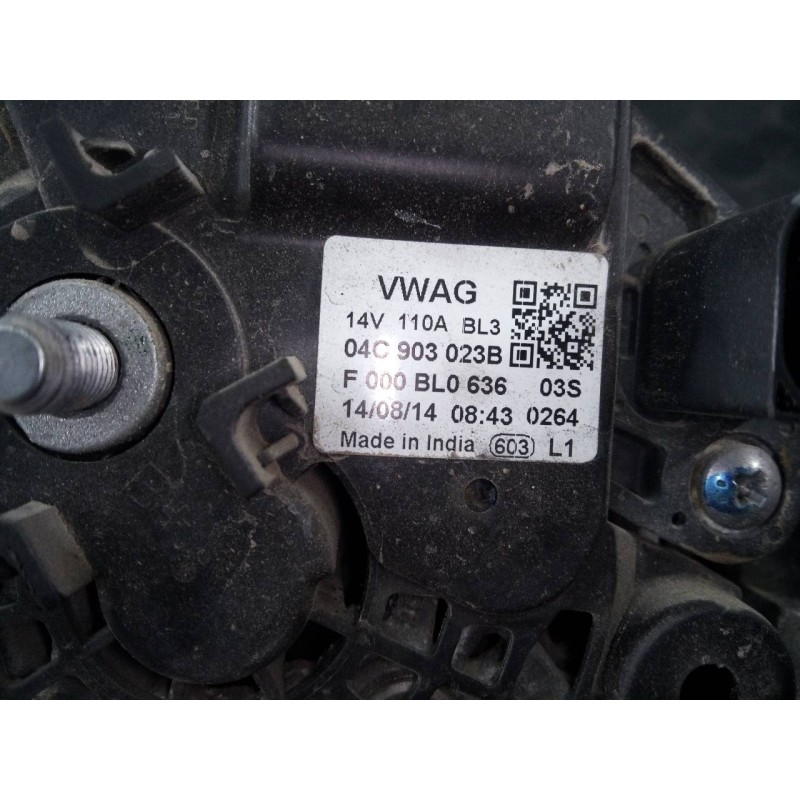 VWAG
14V 110A BL3
04C 903 023B
F 000 BL0 636 03S
14/08/14 08:43 0264
Made in India 603 L1